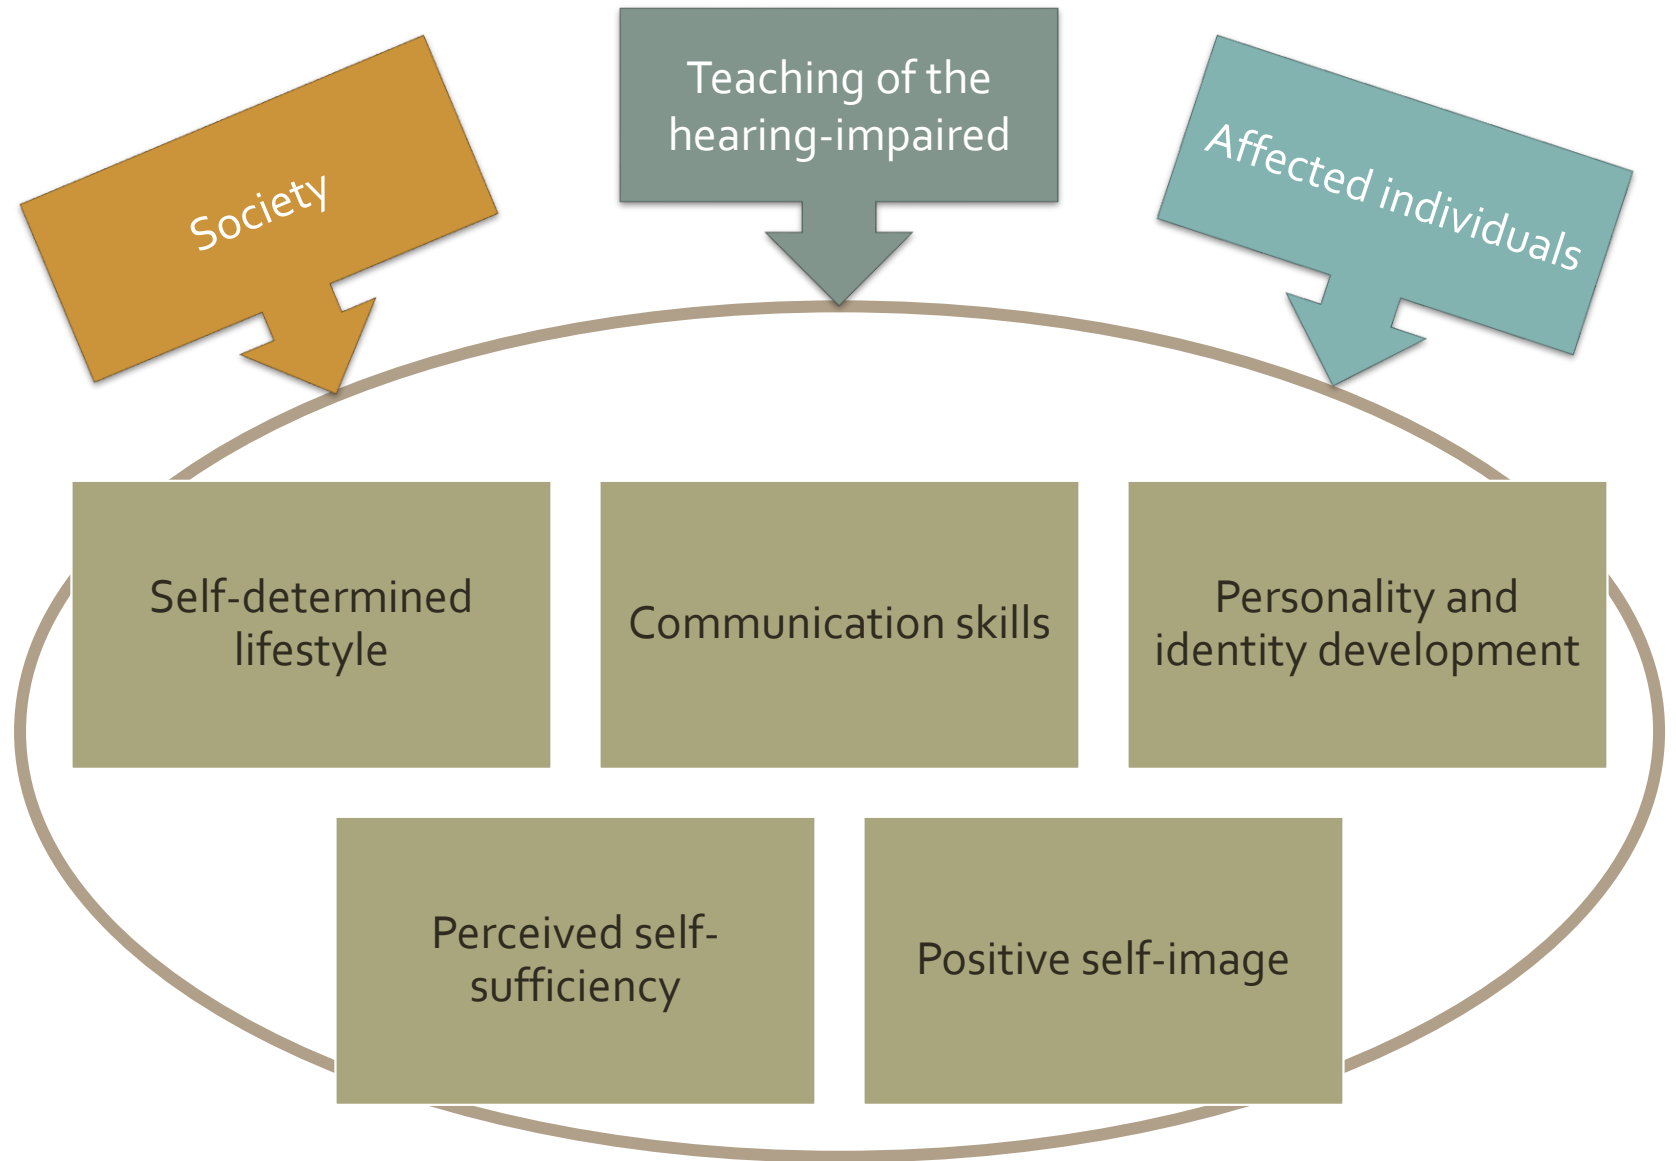 Society
Teaching of the
hearing-impaired
Affected individuals
Self-determined
lifestyle
Communication skills
Personality and
identity development
Perceived self-
sufficiency
Positive self-image